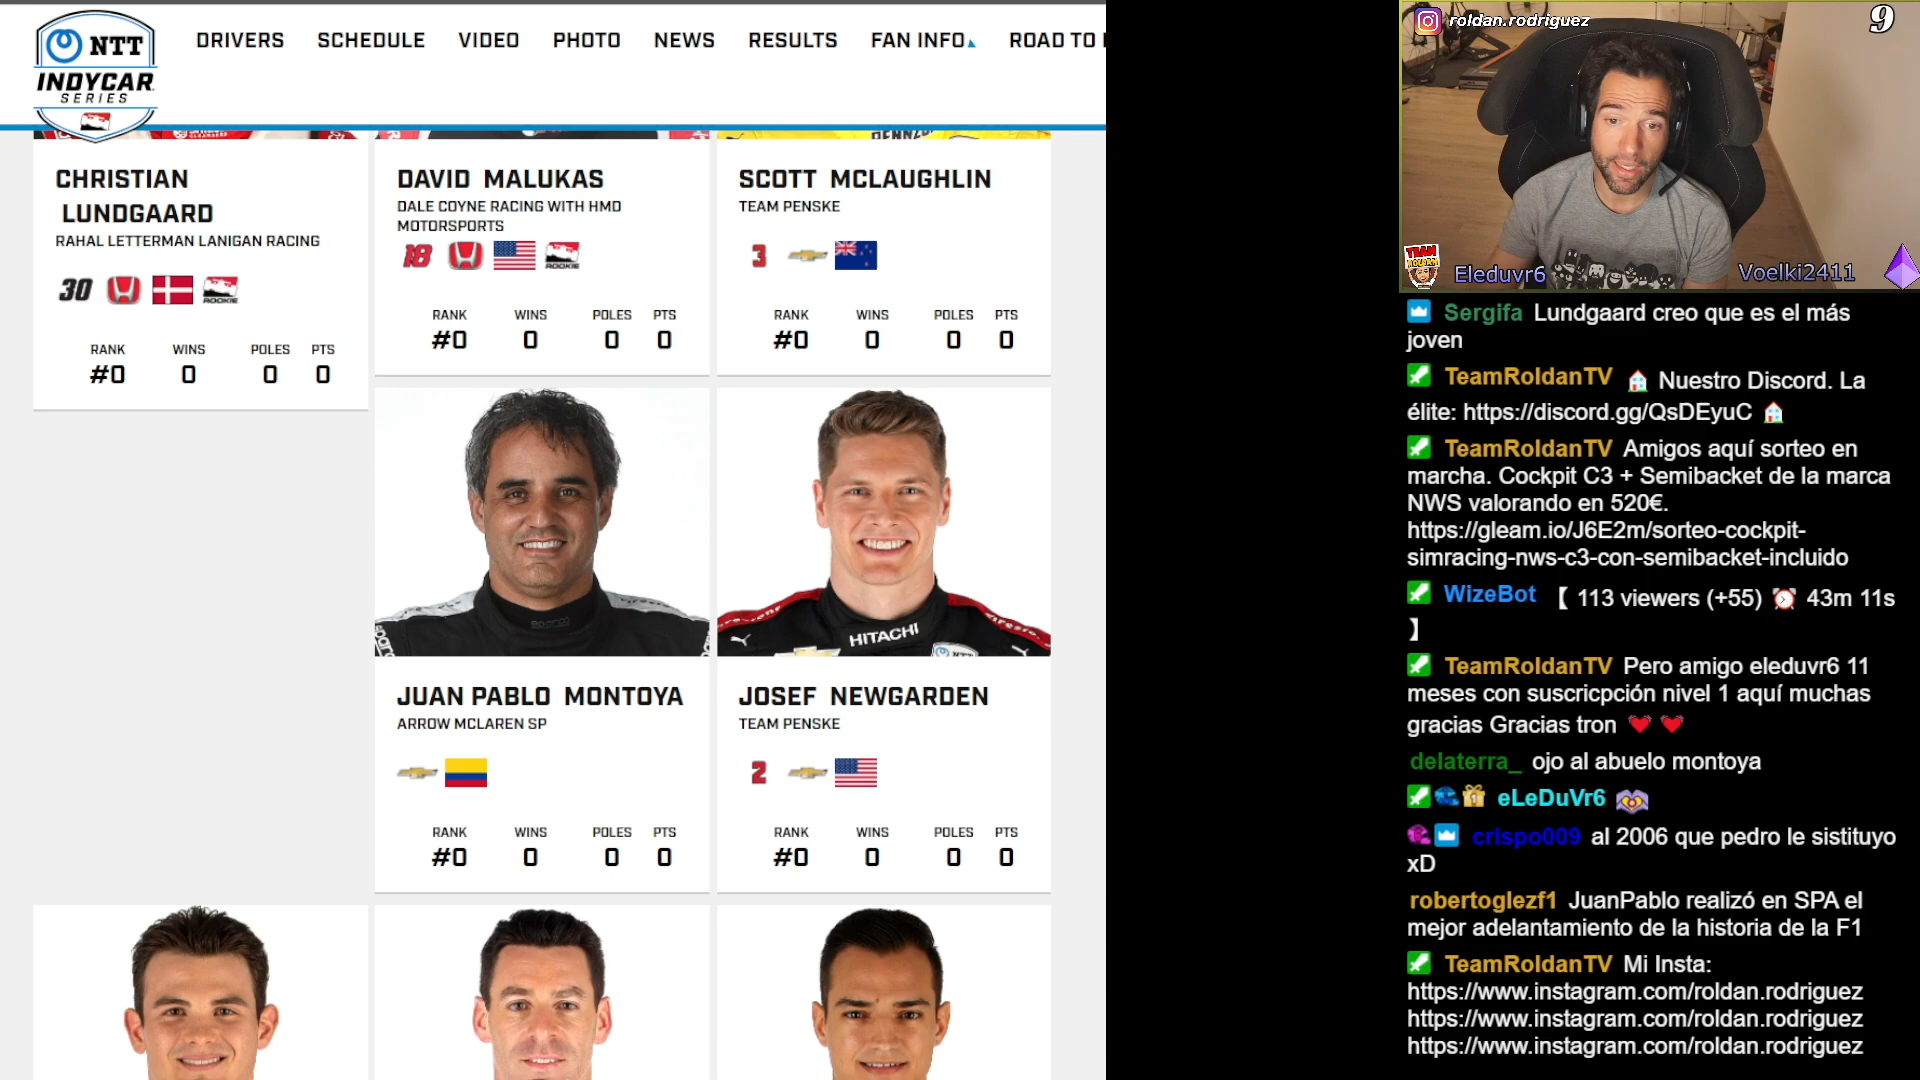 NTT
INDYCAR
SERIES
DRIVERS SCHEDULE VIDEO PHOTO NEWS RESULTS FAN INFO ROAD TO
CHRISTIAN
LUNDGAARD
RAHAL LETTERMAN LANIGAN RACING
30
ROOKIE
RANK WINS POLES PTS
#0 0 0 0
DAVID MALUKAS
DALE COYNE RACING WITH HMD
MOTORSPORTS
18
ROOKIE
RANK WINS POLES PTS
#0 0 0 0
SCOTT MCLAUGHLIN
TEAM PENSKE
3
RANK WINS POLES PTS
#0 0 0 0
HITACHI
NTT
JUAN PABLO MONTOYA
ARROW MCLAREN SP
RANK WINS POLES PTS
#0 0 0 0
JOSEF NEWGARDEN
TEAM PENSKE
2
RANK WINS POLES PTS
#0 0 0 0
roldan.rodriguez
9
TEAM
ROLDAN
Eleduvr6
Voelki2411
Sergifa Lundgaard creo que es el más
joven
TeamRoldanTV Nuestro Discord. La
élite: https://discord.gg/QsDEyuC
TeamRoldanTV Amigos aquí sorteo en
marcha. Cockpit C3 + Semibacket de la marca
NWS valorando en 520€.
https://gleam.io/J6E2m/sorteo-cockpit-
simracing-nws-c3-con-semibacket-incluido
WizeBot 【 113 viewers (+55) ⏰ 43m 11s
】
TeamRoldanTV Pero amigo eleduvr6 11
meses con suscricpción nivel 1 aquí muchas
gracias Gracias tron
delaterra_ ojo al abuelo montoya
eLeDuVr6
crispo009 al 2006 que pedro le sistituyo
xD
robertoglezf1 JuanPablo realizó en SPA el
mejor adelantamiento de la historia de la F1
TeamRoldanTV Mi Insta:
https://www.instagram.com/roldan.rodriguez
https://www.instagram.com/roldan.rodriguez
https://www.instagram.com/roldan.rodriguez